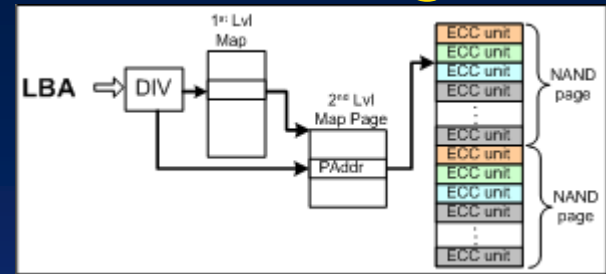 1st Lvl
Map
LBA
DIV
2nd Lvl
Map Page
PAddr
ECC unit
ECC unit
ECC unit
ECC unit
⋮
ECC unit
NAND
page
ECC unit
ECC unit
ECC unit
ECC unit
⋮
ECC unit
NAND
page